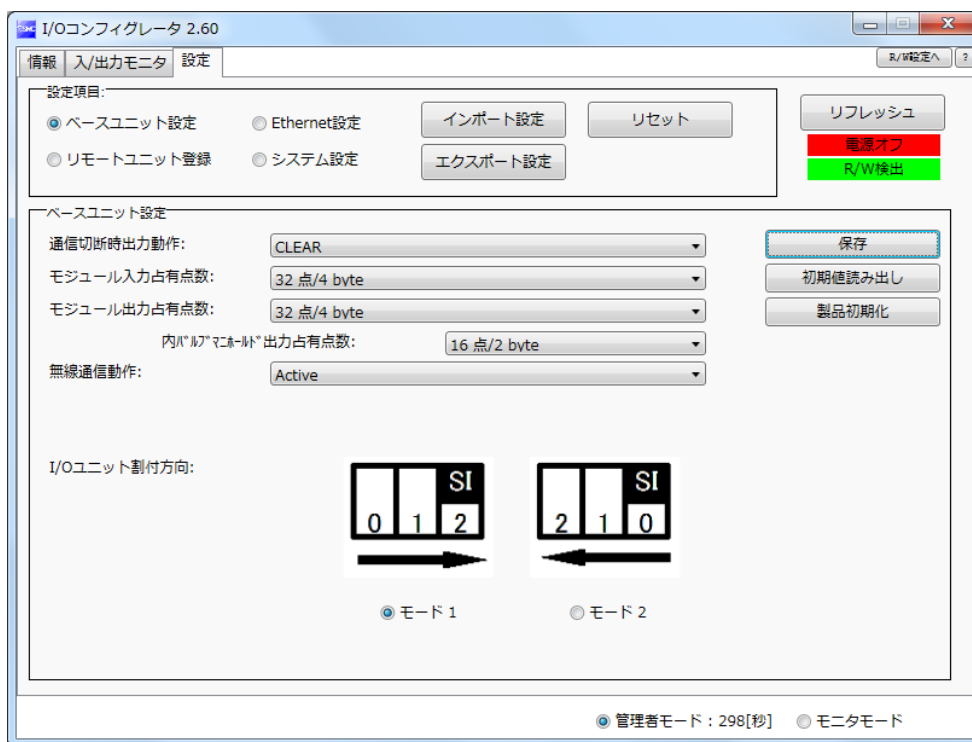 I/Oコンフィグレータ 2.60
情報 入/出力モニタ 設定 R/W設定へ ?
設定項目:
ベースユニット設定 Ethernet設定 インポート設定 リセット リフレッシュ
リモートユニット登録 システム設定 エクスポート設定 電源オフ
R/W検出
ベースユニット設定
通信切断時出力動作: CLEAR 保存
モジュール入力占有点数: 32 点/4 byte 初期値読み出し
モジュール出力占有点数: 32 点/4 byte 製品初期化
内バルブマニホールド出力占有点数: 16 点/2 byte
無線通信動作: Active
I/Oユニット割付方向:
SI SI
0 1 2 2 1 0
モード 1 モード 2
管理者モード:298[秒] モニタモード